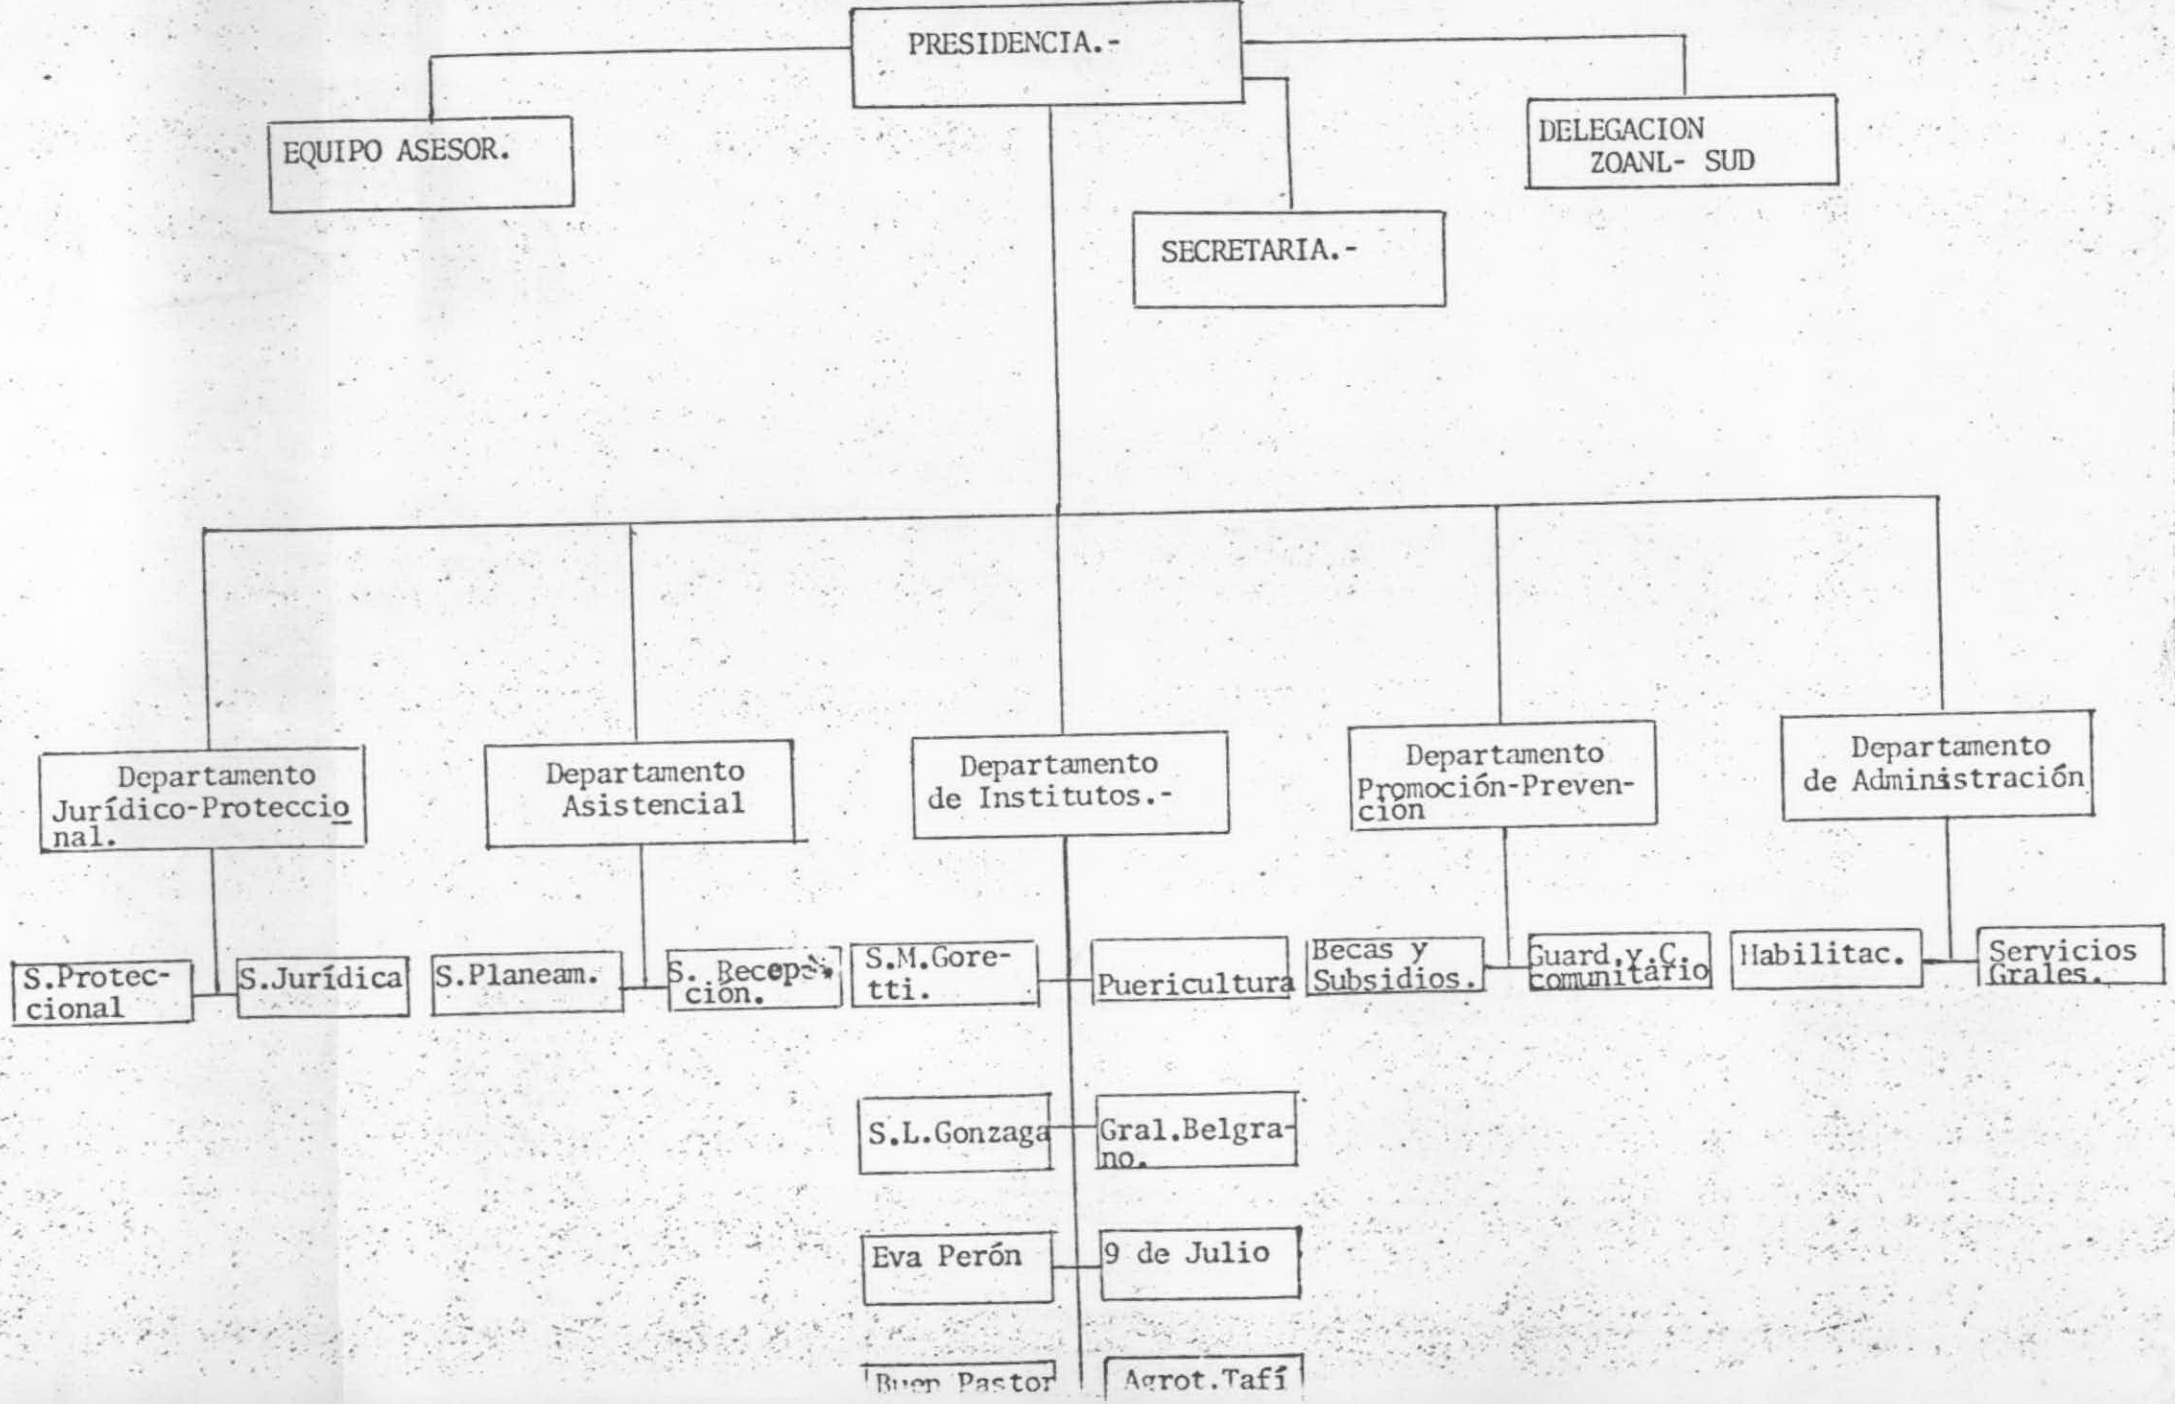 PRESIDENCIA.-
EQUIPO ASESOR.
DELEGACION
ZOANL- SUD
SECRETARIA.-
Departamento
Jurídico-Proteccio
nal.
Departamento
Asistencial
Departamento
de Institutos.-
Departamento
Promoción-Preven-
ción
Departamento
de Administración
S.Protec-
cional
S.Jurídica
S.Planeam.
S. Recep-
ción.
S.M.Gore-
tti.
Puericultura
Becas y
Subsidios.
Guard.y.C.
comunitario
Habilitac.
Servicios
Grales.
S.L.Gonzaga
Gral.Belgra-
no.
Eva Perón
9 de Julio
Buen Pastor
Agrot.Tafí